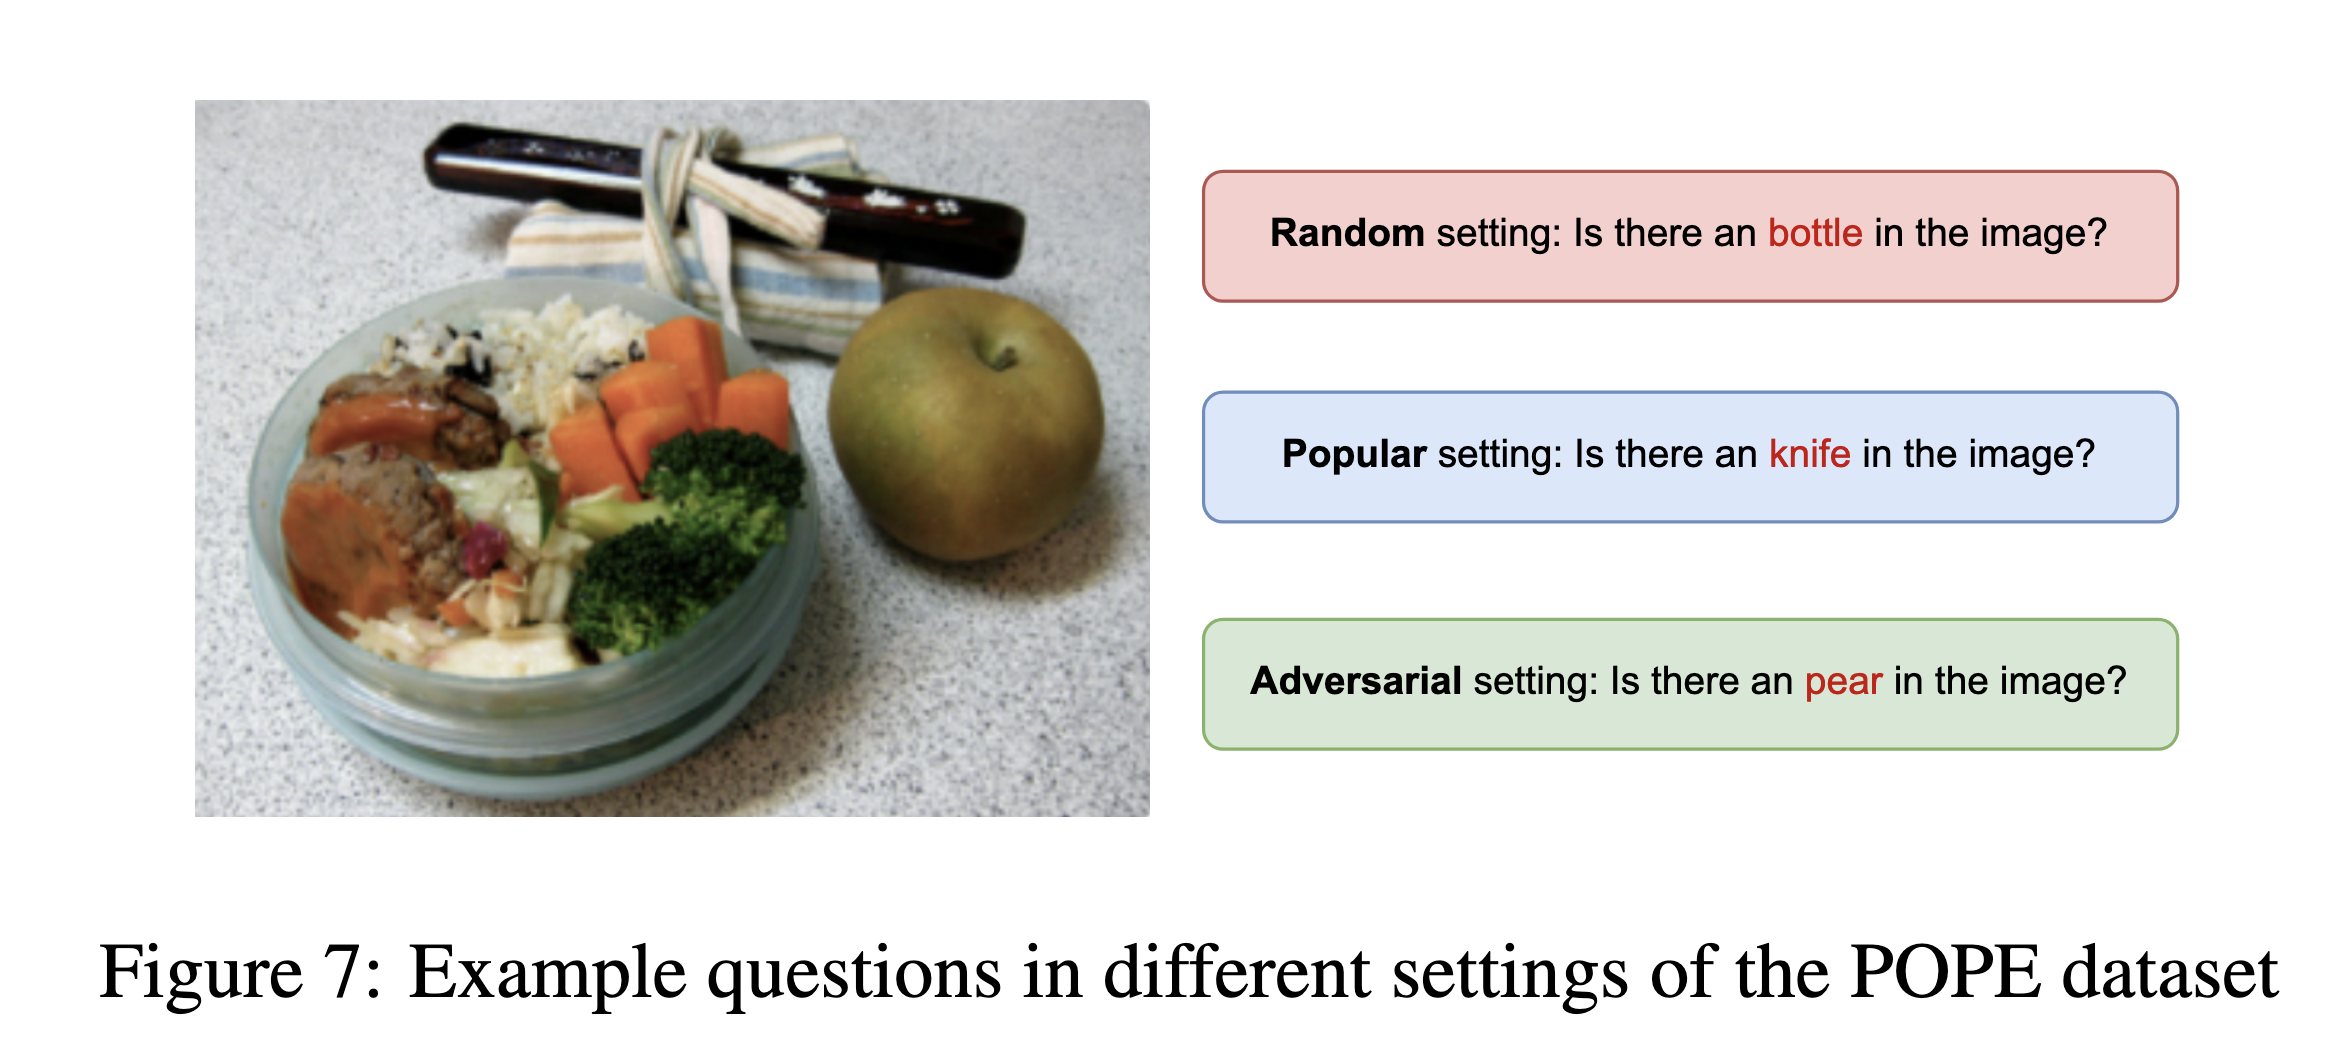 Random setting: Is there an bottle in the image?
Popular setting: Is there an knife in the image?
Adversarial setting: Is there an pear in the image?
Figure 7: Example questions in different settings of the POPE dataset